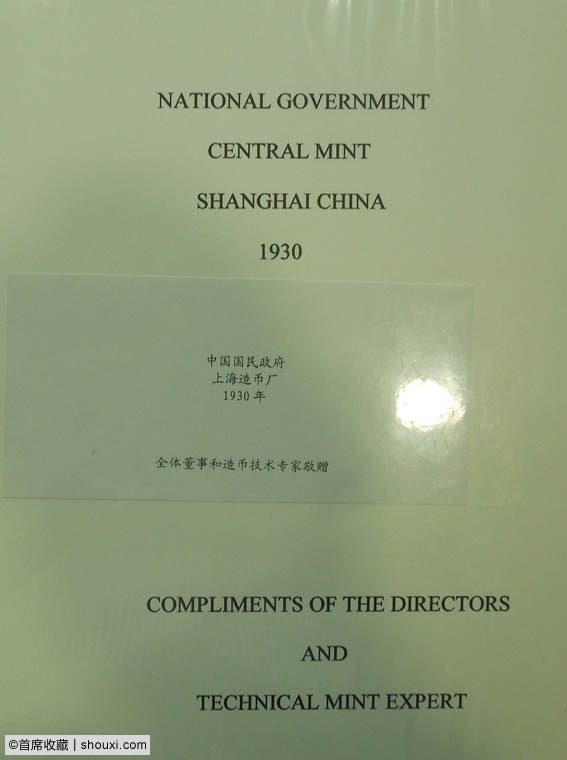 NATIONAL GOVERNMENT
CENTRAL MINT
SHANGHAI CHINA
1930
中国国民政府
上海造币厂
1930年
全体董事和造币技术专家敬赠
COMPLIMENTS OF THE DIRECTORS
AND
TECHNICAL MINT EXPERT
©首席收藏 | shouxi.com